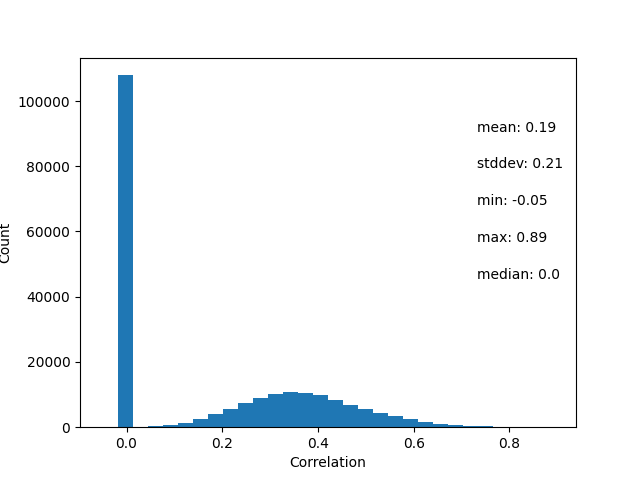 100000
80000
60000
40000
20000
0
Count
0.0 0.2 0.4 0.6 0.8
Correlation
mean: 0.19
stddev: 0.21
min: -0.05
max: 0.89
median: 0.0